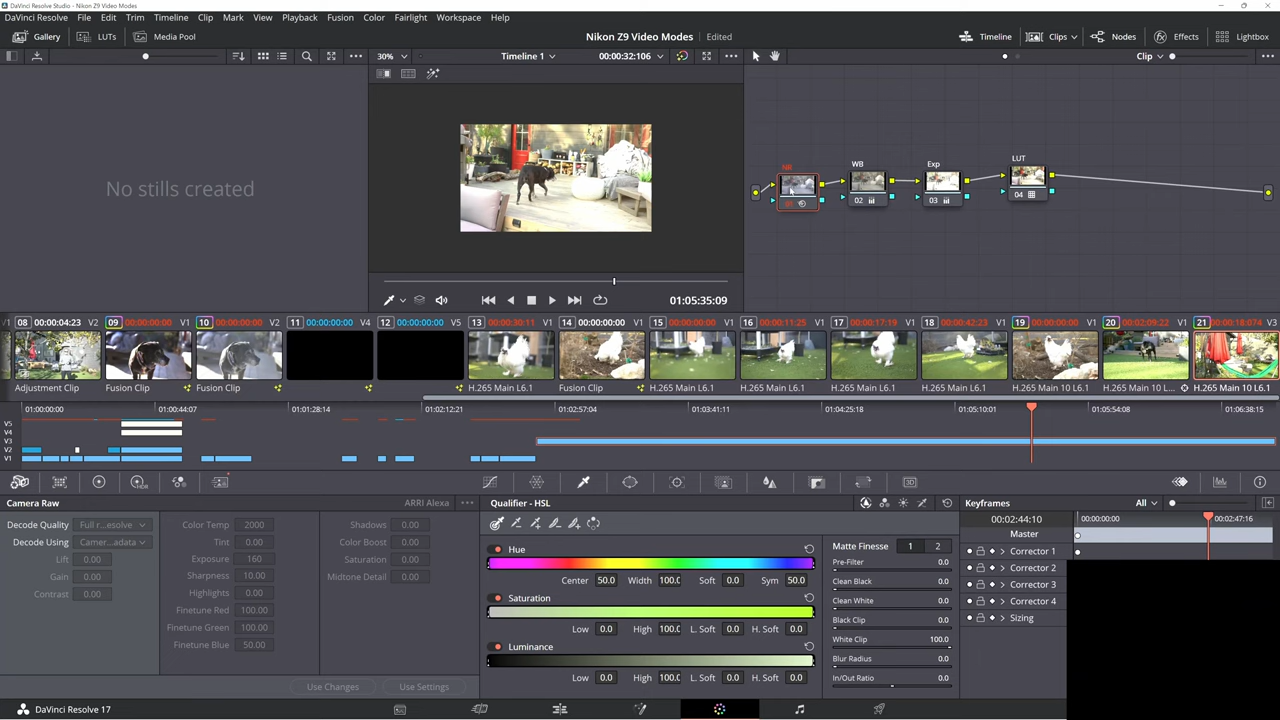 DaVinci Resolve Studio - Nikon Z9 Video Modes
DaVinci Resolve File Edit Trim Timeline Clip Mark View Playback Fusion Color Fairlight Workspace Help
Gallery LUTs Media Pool Nikon Z9 Video Modes Edited Timeline Clips Nodes Effects Lightbox
30% Timeline 1 00:00:32:106 Clip
No stills created
NR WB Exp LUT
01 02 03 04
01:05:35:09
08 00:00:04:23 V2 09 00:00:00:00 V1 10 00:00:00:00 V2 11 00:00:00:00 V4 12 00:00:00:00 V5 13 00:00:30:11 V1 14 00:00:00:00 V1 15 00:00:00:00 V1 16 00:00:11:25 V1 17 00:00:17:19 V1 18 00:00:42:23 V1 19 00:00:00:00 V1 20 00:02:09:22 V1 21 00:00:18:074 V3
Adjustment Clip Fusion Clip Fusion Clip H.265 Main L6.1 Fusion Clip H.265 Main L6.1 H.265 Main L6.1 H.265 Main L6.1 H.265 Main L6.1 H.265 Main 10 L6.1 H.265 Main 10 L... H.265 Main 10 L6.1
01:00:00:00 01:00:44:07 01:01:28:14 01:02:12:21 01:02:57:04 01:03:41:11 01:04:25:18 01:05:10:01 01:05:54:08 01:06:38:15
V5
V4
V3
V2
V1
Camera Raw ARRI Alexa
Decode Quality Full r...esolve
Decode Using Camer...adata
Lift 0.00
Gain 0.00
Contrast 0.00
Color Temp 2000
Tint 0.00
Exposure 160
Sharpness 10.00
Highlights 0.00
Finetune Red 100.00
Finetune Green 100.00
Finetune Blue 50.00
Shadows 0.00
Color Boost 0.00
Saturation 0.00
Midtone Detail 0.00
Use Changes Use Settings
Qualifier - HSL
Hue
Center 50.0 Width 100.0 Soft 0.0 Sym 50.0
Saturation
Low 0.0 High 100.0 L. Soft 0.0 H. Soft 0.0
Luminance
Low 0.0 High 100.0 L. Soft 0.0 H. Soft 0.0
Matte Finesse 1 2
Pre-Filter 0.0
Clean Black 0.0
Clean White 0.0
Black Clip 0.0
White Clip 100.0
Blur Radius 0.0
In/Out Ratio 0.0
Keyframes All
00:02:44:10 00:00:00:00 00:02:47:16
Master
Corrector 1
Corrector 2
Corrector 3
Corrector 4
Sizing
DaVinci Resolve 17